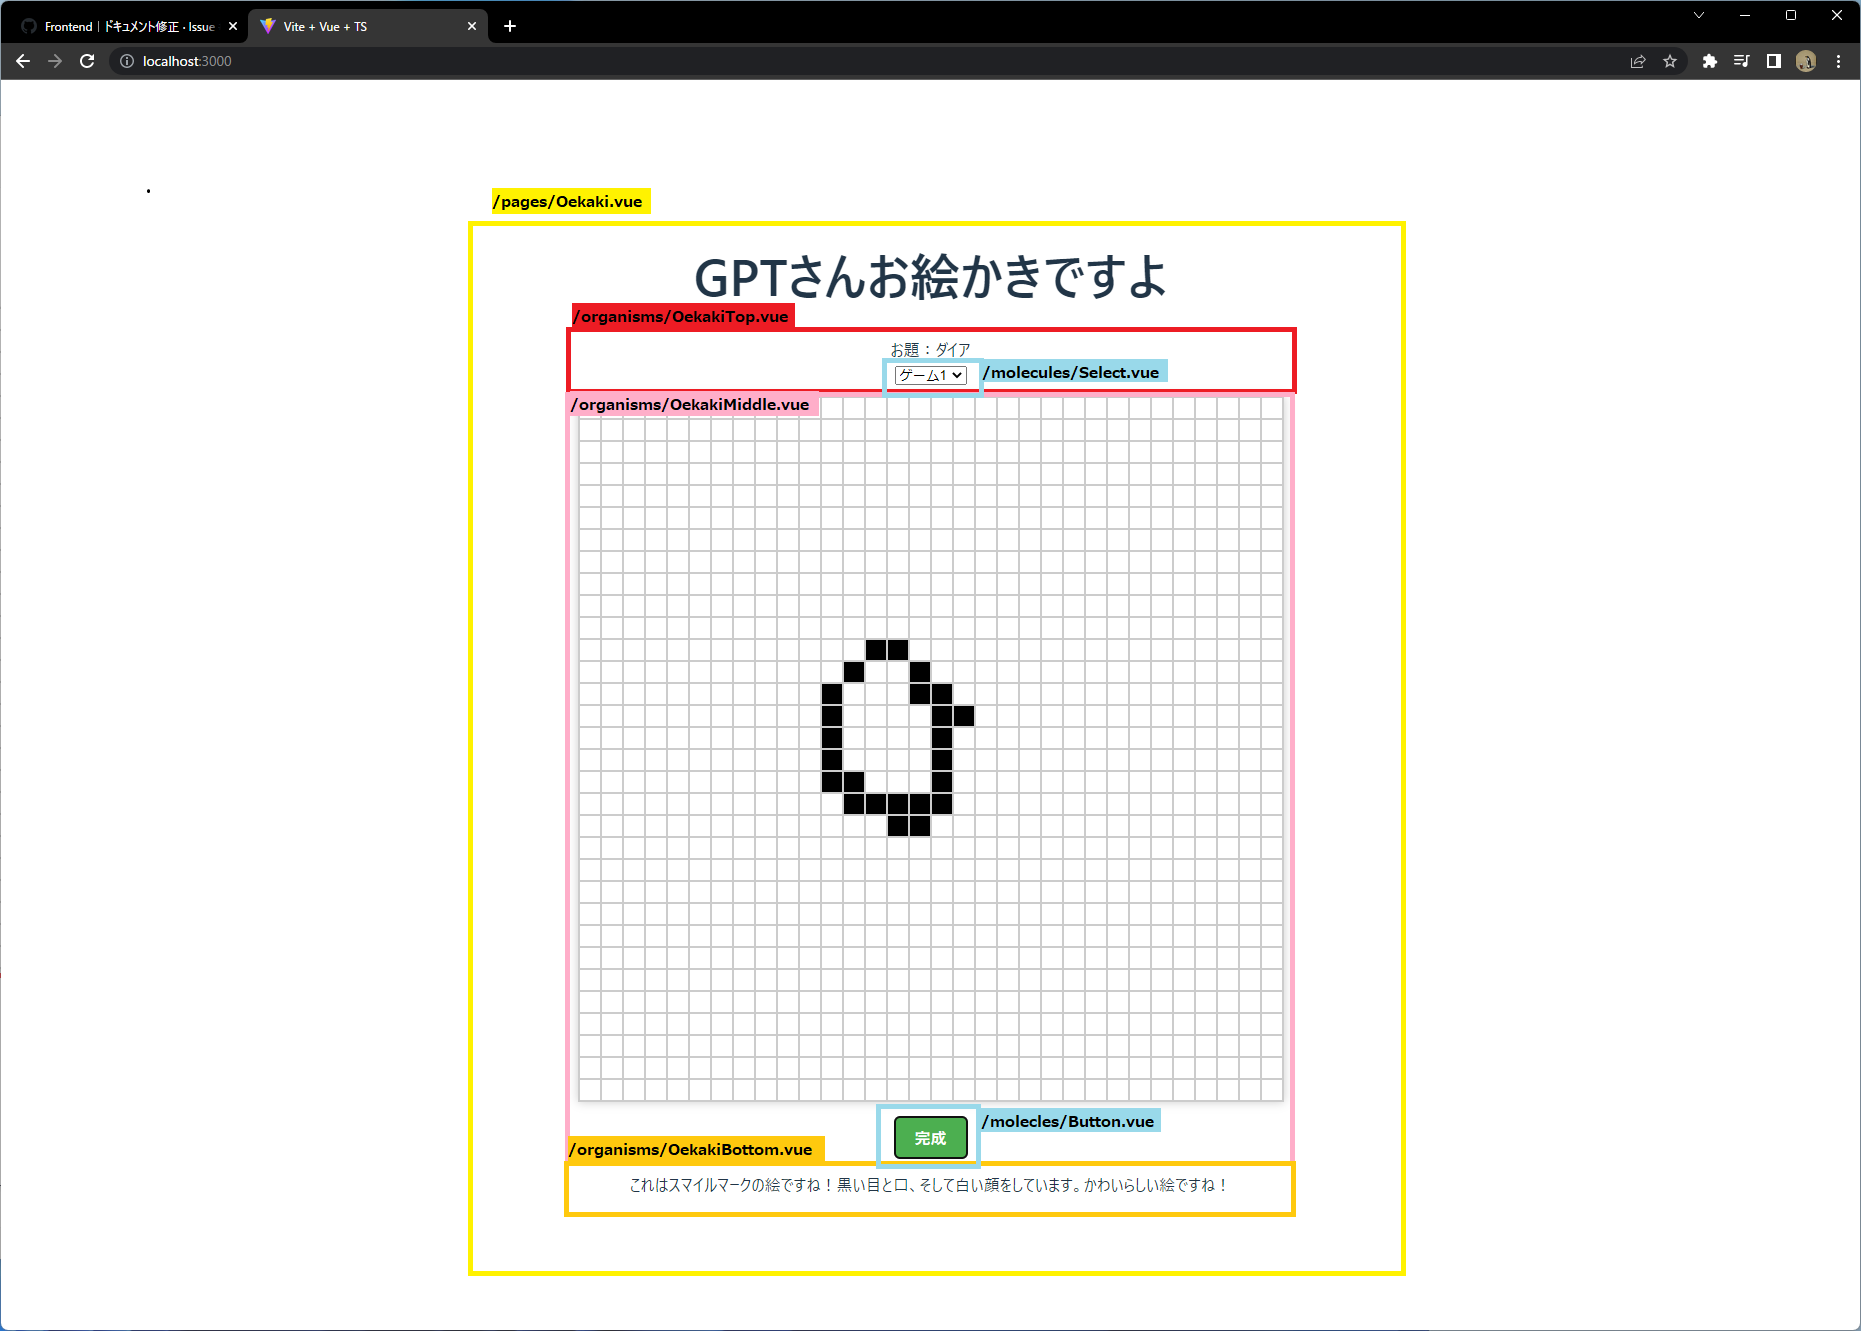 Frontend | ドキュメント修正 · Issue
Vite + Vue + TS
localhost:3000
/pages/Oekaki.vue
GPTさんお絵かきですよ
/organisms/OekakiTop.vue
お題：ダイア
ゲーム1
/molecules/Select.vue
/organisms/OekakiMiddle.vue
完成
/molecles/Button.vue
/organisms/OekakiBottom.vue
これはスマイルマークの絵ですね！黒い目と口、そして白い顔をしています。かわいらしい絵ですね！